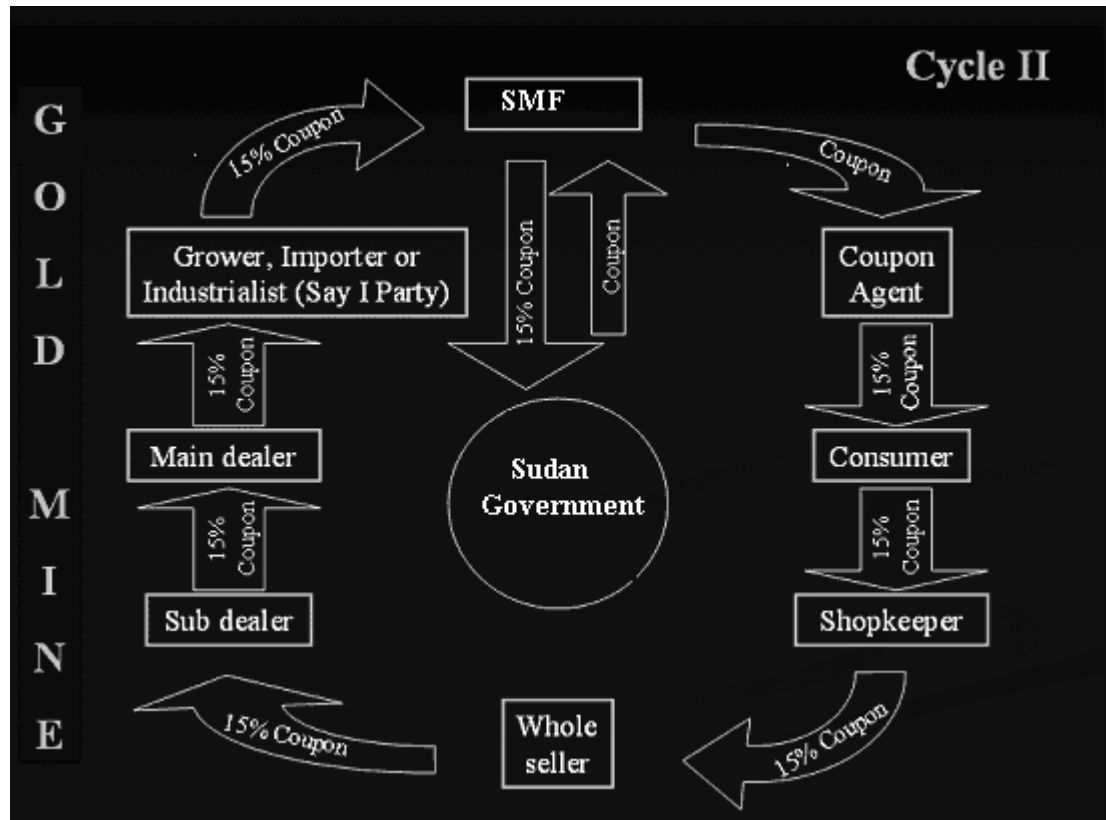 Cycle II
GOLD MINE
SMF
15% Coupon
Coupon
15% Coupon
Coupon
Grower, Importer or
Industrialist (Say I Party)
Coupon
Agent
15%
Coupon
15%
Coupon
Main dealer
Consumer
Sudan
Government
15%
Coupon
15%
Coupon
Sub dealer
Shopkeeper
15% Coupon
Whole
seller
15% Coupon